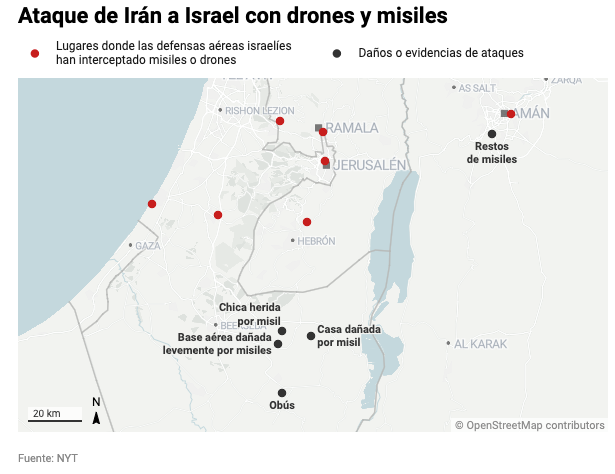 Ataque de Irán a Israel con drones y misiles
Lugares donde las defensas aéreas israelíes
han interceptado misiles o drones
Daños o evidencias de ataques
RISHON LEZION
AS SALT
ZARQA
AMÁN
RAMALA
Restos
de misiles
JERUSALÉN
HEBRÓN
GAZA
Chica herida
por misil
BEERSEBA
Casa dañada
por misil
Base aérea dañada
levemente por misiles
AL KARAK
Obús
20 km
N
© OpenStreetMap contributors
Fuente: NYT